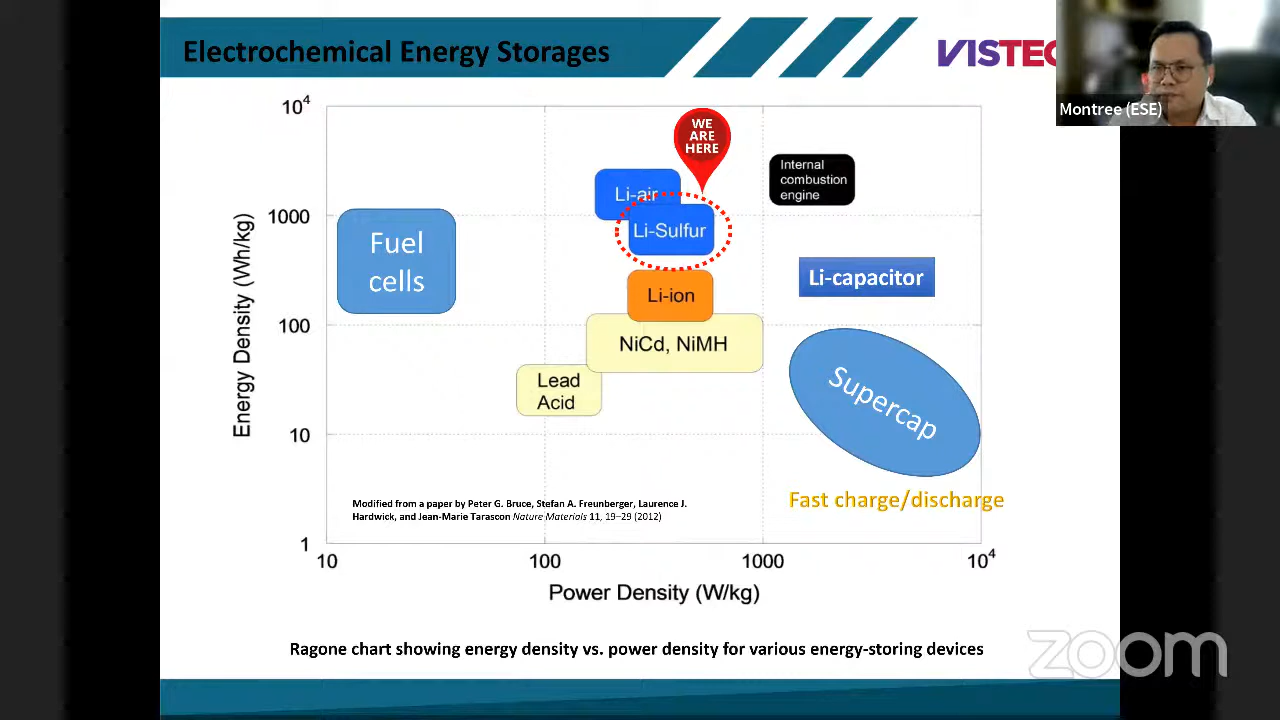 Electrochemical Energy Storages
VISTEC
Montree (ESE)
10⁴
1000
100
10
1
Energy Density (Wh/kg)
WE
ARE
HERE
Li-air
Li-Sulfur
Internal
combustion
engine
Fuel
cells
Li-capacitor
Li-ion
NiCd, NiMH
Lead
Acid
Supercap
Fast charge/discharge
Modified from a paper by Peter G. Bruce, Stefan A. Freunberger, Laurence J.
Hardwick, and Jean-Marie Tarascon Nature Materials 11, 19–29 (2012)
10
100
1000
10⁴
Power Density (W/kg)
Ragone chart showing energy density vs. power density for various energy-storing devices
zoom